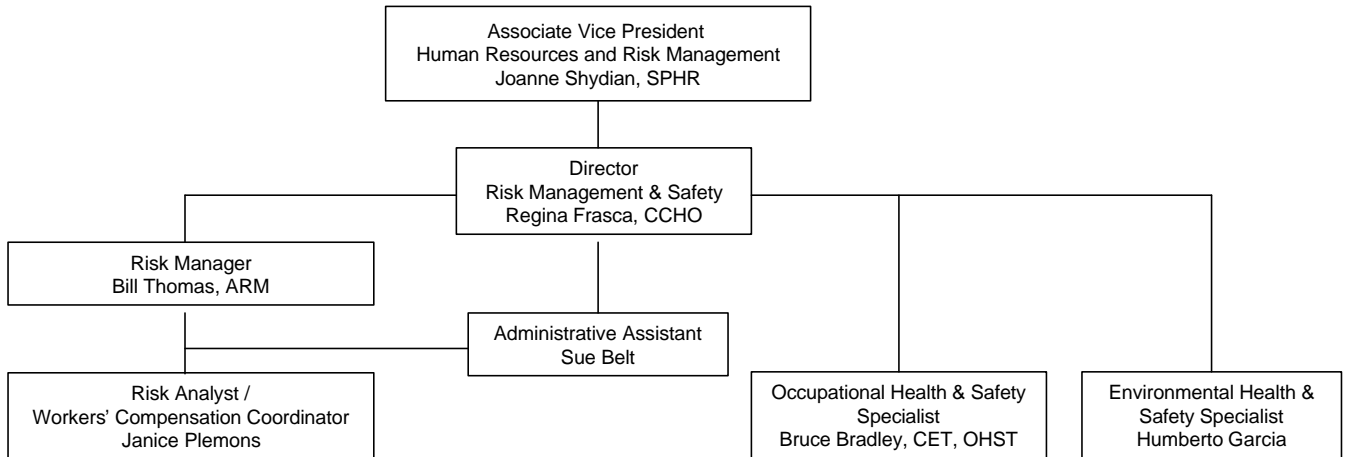 Associate Vice President
Human Resources and Risk Management
Joanne Shydian, SPHR
Director
Risk Management & Safety
Regina Frasca, CCHO
Risk Manager
Bill Thomas, ARM
Administrative Assistant
Sue Belt
Risk Analyst /
Workers’ Compensation Coordinator
Janice Plemons
Occupational Health & Safety
Specialist
Bruce Bradley, CET, OHST
Environmental Health &
Safety Specialist
Humberto Garcia